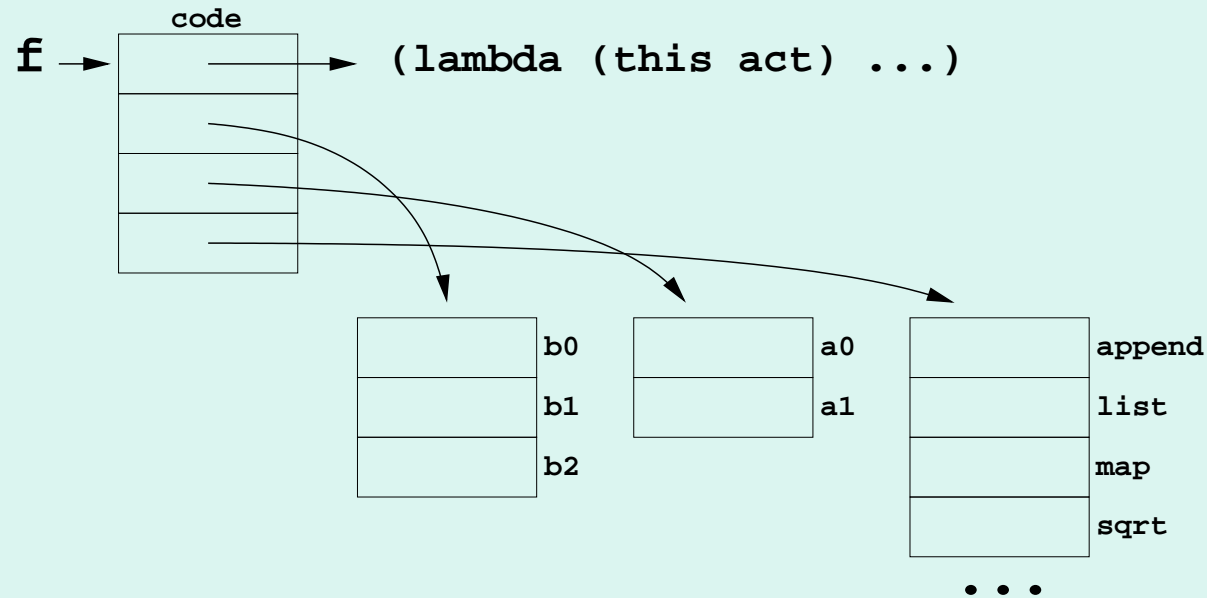 code
f (lambda (this act) ...)
b0 a0 append
b1 a1 list
b2 map
sqrt
...